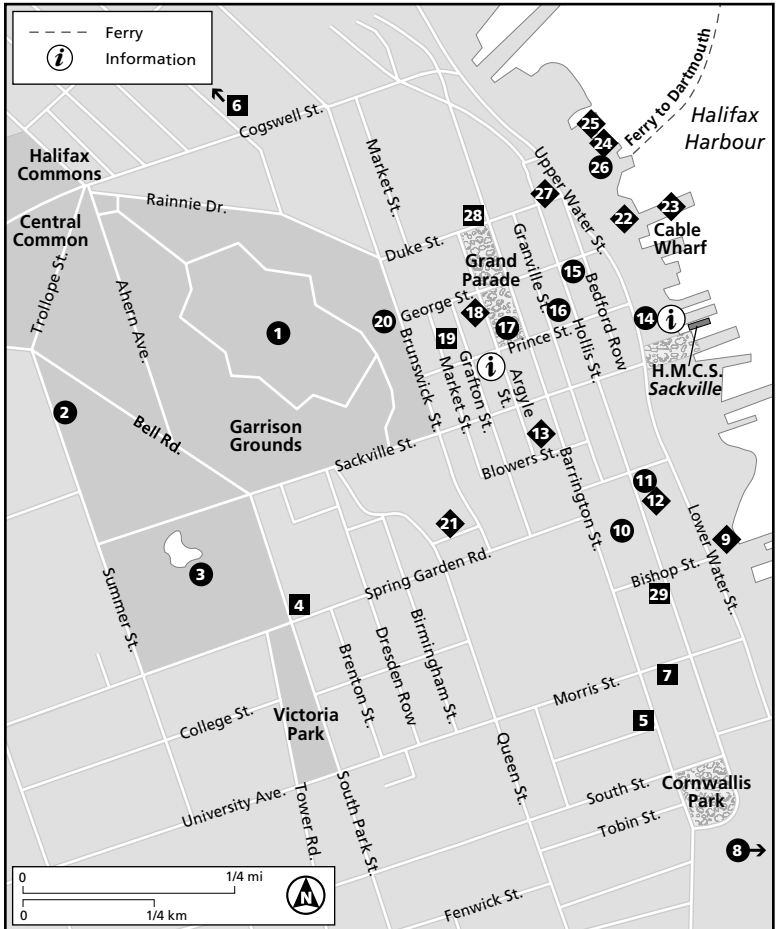 Ferry
i Information
6
Cogswell St.
25
24
Ferry to Dartmouth
Halifax
Harbour
26
Halifax
Commons
Market St.
Upper Water St.
Rainnie Dr.
27
23
22
Central
Common
28
Cable
Wharf
Duke St.
Grand
Parade
Granville St.
Trollope St.
Ahern Ave.
15
Bedford Row
George St.
18
16
14
i
20
1
17
Prince St.
Hollis St.
19
H.M.C.S.
Sackville
Brunswick St.
Market St.
Grafton St.
i
Argyle St.
2
Bell Rd.
Garrison
Grounds
13
Sackville St.
Blowers St.
Barrington St.
11
12
21
10
9
Lower Water St.
3
Spring Garden Rd.
Bishop St.
29
Summer St.
4
Birmingham St.
Dresden Row
Brenton St.
7
Morris St.
College St.
Victoria
Park
5
Queen St.
Cornwallis
Park
South St.
University Ave.
Tower Rd.
South Park St.
Tobin St.
8
0 1/4 mi
0 1/4 km
N
Fenwick St.